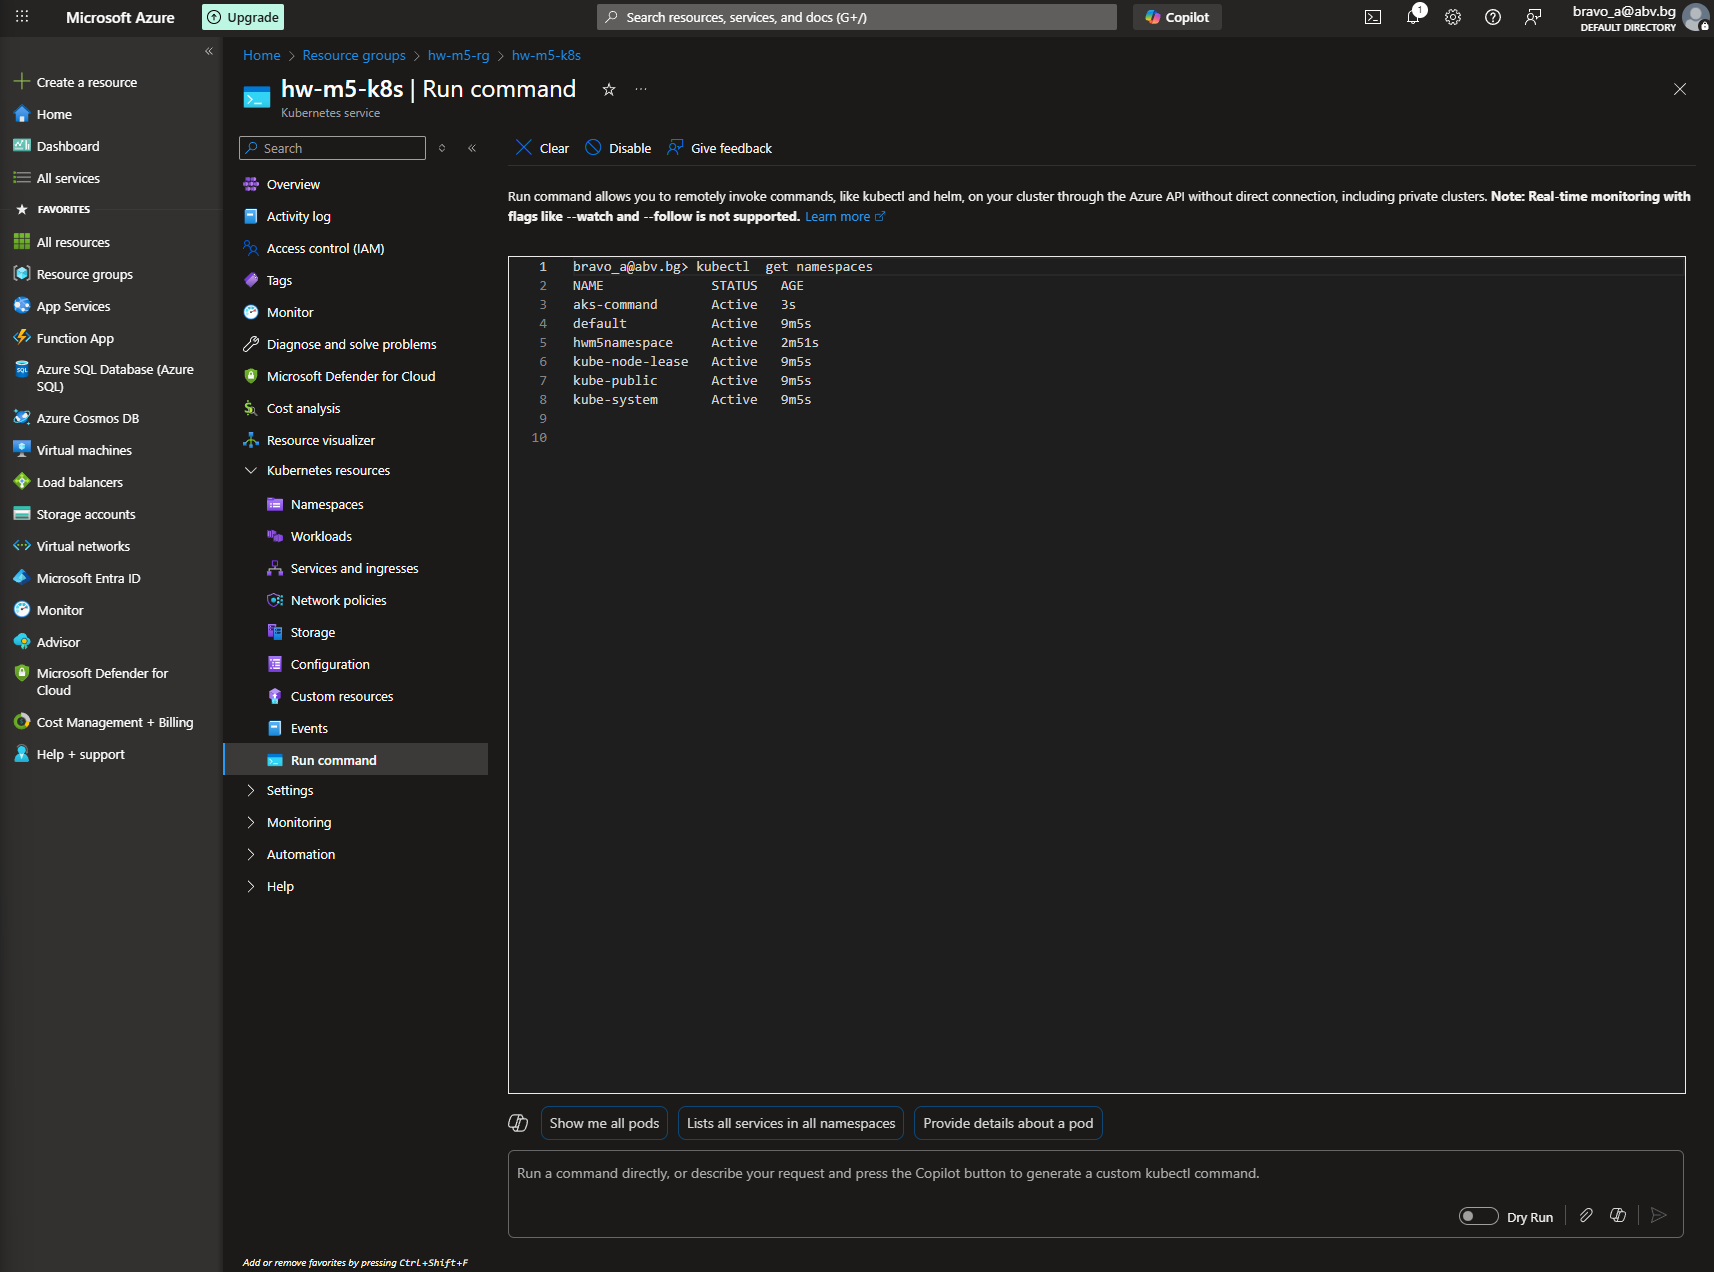 Microsoft Azure
Upgrade
Search resources, services, and docs (G+/)
Copilot
1
bravo_a@abv.bg
DEFAULT DIRECTORY
Create a resource
Home
Dashboard
All services
FAVORITES
All resources
Resource groups
App Services
Function App
Azure SQL Database (Azure
SQL)
Azure Cosmos DB
Virtual machines
Load balancers
Storage accounts
Virtual networks
Microsoft Entra ID
Monitor
Advisor
Microsoft Defender for
Cloud
Cost Management + Billing
Help + support
Home > Resource groups > hw-m5-rg > hw-m5-k8s
hw-m5-k8s | Run command
Kubernetes service
Search
Overview
Activity log
Access control (IAM)
Tags
Monitor
Diagnose and solve problems
Microsoft Defender for Cloud
Cost analysis
Resource visualizer
Kubernetes resources
Namespaces
Workloads
Services and ingresses
Network policies
Storage
Configuration
Custom resources
Events
Run command
Settings
Monitoring
Automation
Help
Add or remove favorites by pressing Ctrl+Shift+F
Clear
Disable
Give feedback
Run command allows you to remotely invoke commands, like kubectl and helm, on your cluster through the Azure API without direct connection, including private clusters. Note: Real-time monitoring with
flags like --watch and --follow is not supported. Learn more
1 bravo_a@abv.bg> kubectl  get namespaces
2 NAME STATUS AGE
3 aks-command Active 3s
4 default Active 9m5s
5 hwm5namespace Active 2m51s
6 kube-node-lease Active 9m5s
7 kube-public Active 9m5s
8 kube-system Active 9m5s
9
10
Show me all pods
Lists all services in all namespaces
Provide details about a pod
Run a command directly, or describe your request and press the Copilot button to generate a custom kubectl command.
Dry Run